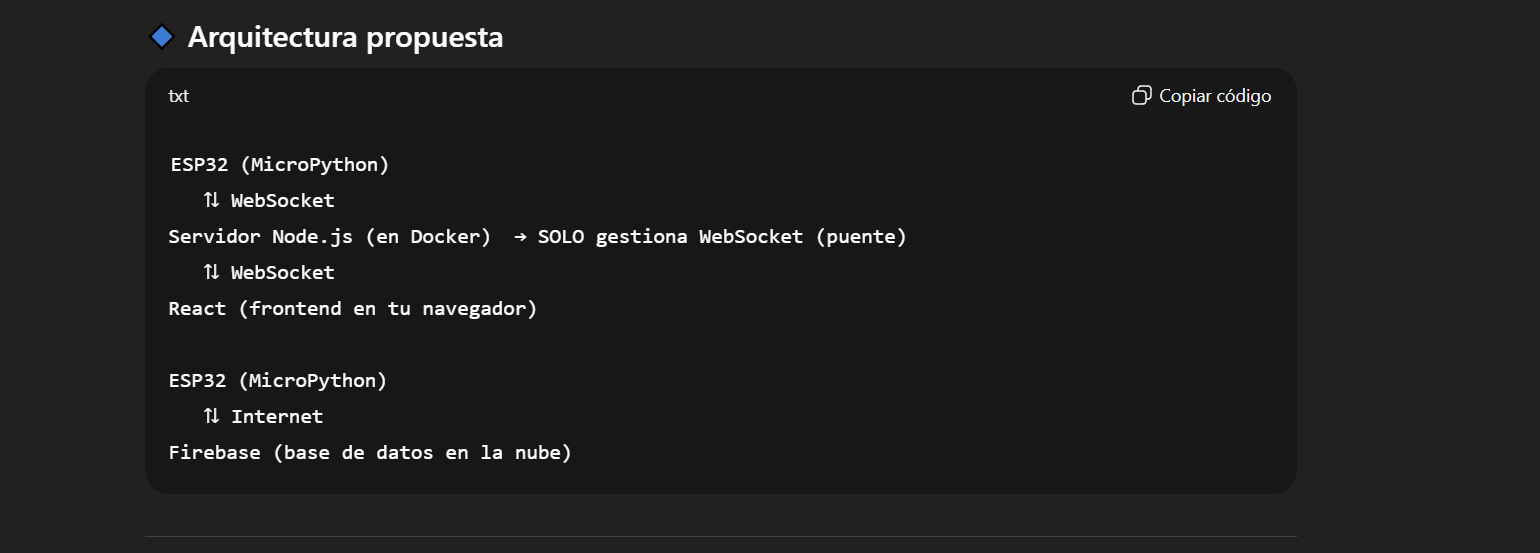 Arquitectura propuesta
txt
Copiar código
ESP32 (MicroPython)
⇅ WebSocket
Servidor Node.js (en Docker)  → SOLO gestiona WebSocket (puente)
⇅ WebSocket
React (frontend en tu navegador)
ESP32 (MicroPython)
⇅ Internet
Firebase (base de datos en la nube)